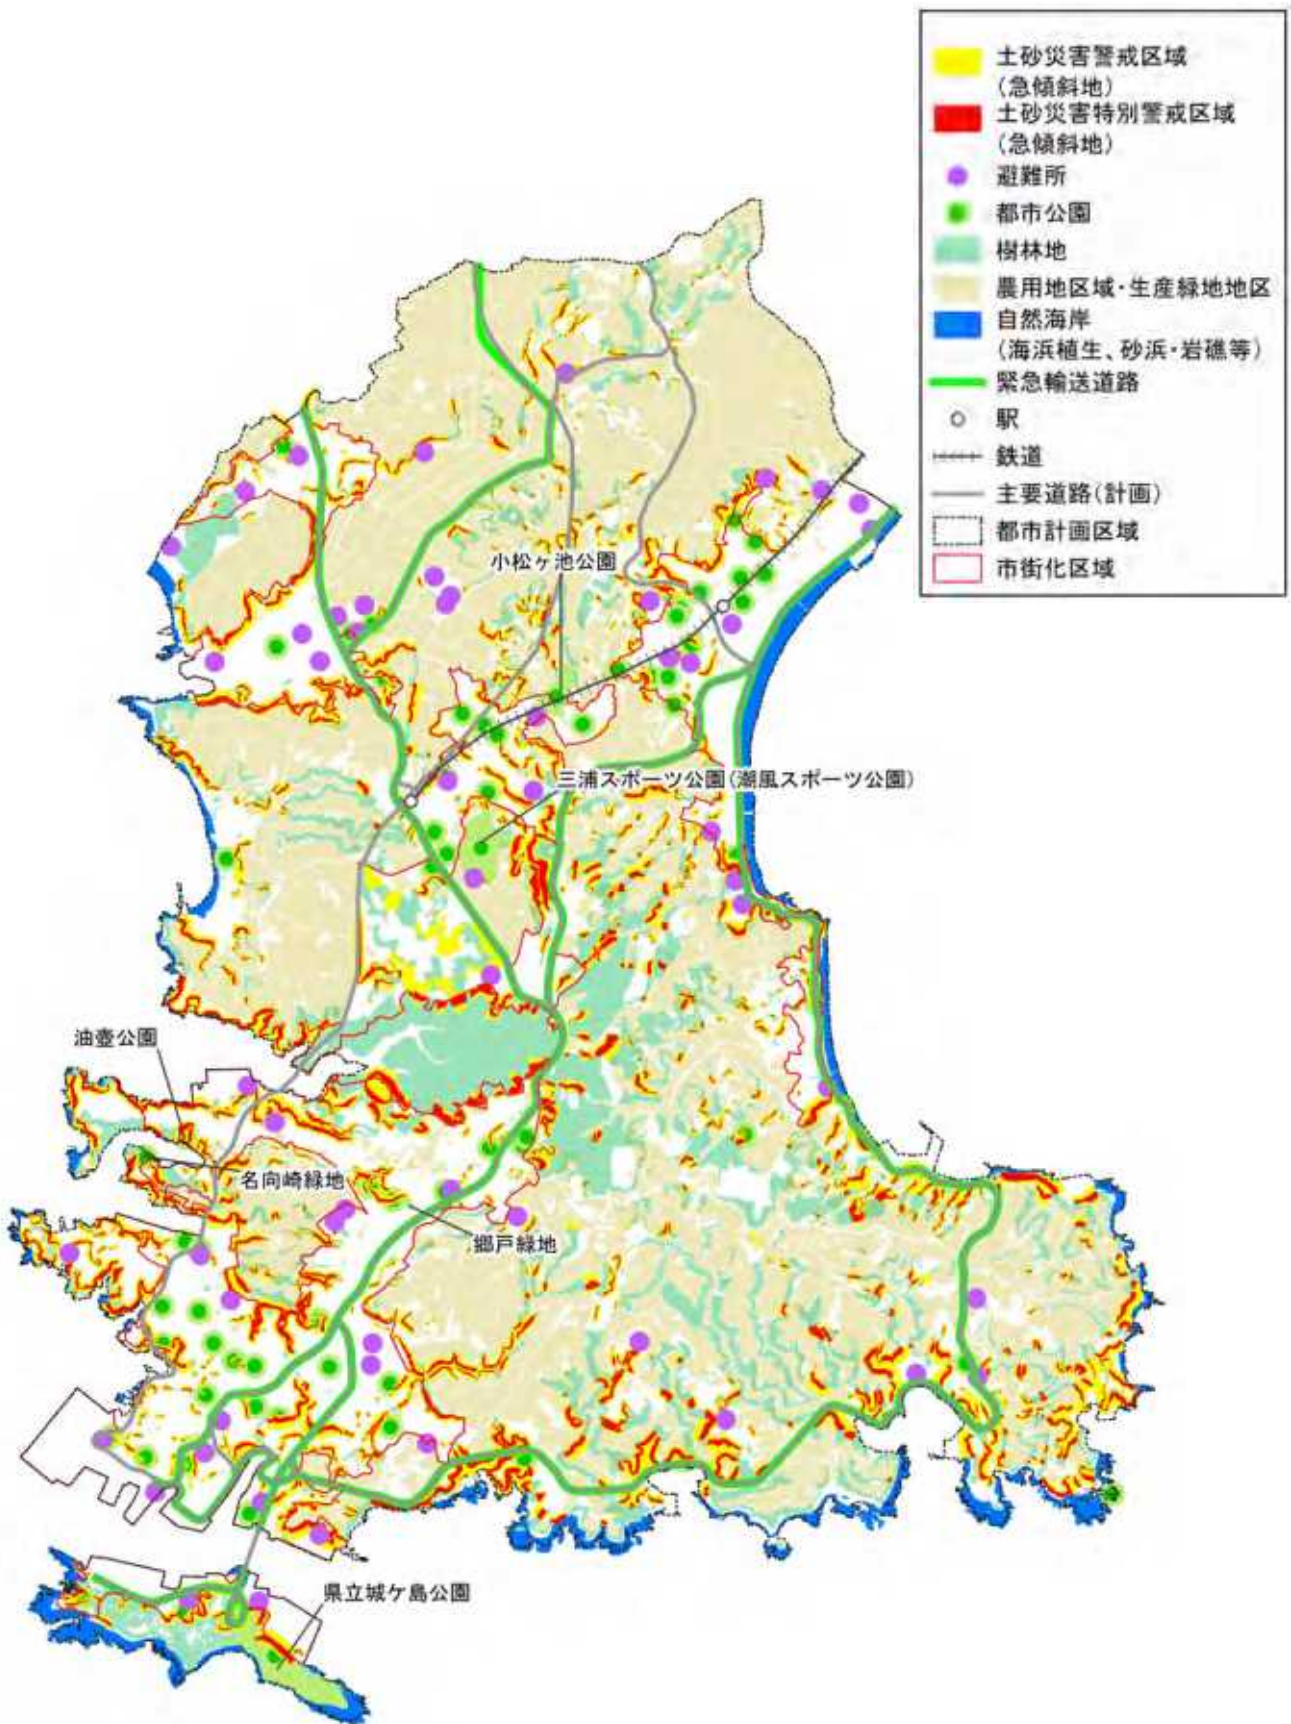 土砂災害警戒区域
(急傾斜地)
土砂災害特別警戒区域
(急傾斜地)
避難所
都市公園
樹林地
農用地区域・生産緑地地区
自然海岸
(海浜植生、砂浜・岩礁等)
緊急輸送道路
駅
鉄道
主要道路(計画)
都市計画区域
市街化区域
小松ヶ池公園
三浦スポーツ公園(潮風スポーツ公園)
油壺公園
名向崎緑地
郷戸緑地
県立城ケ島公園